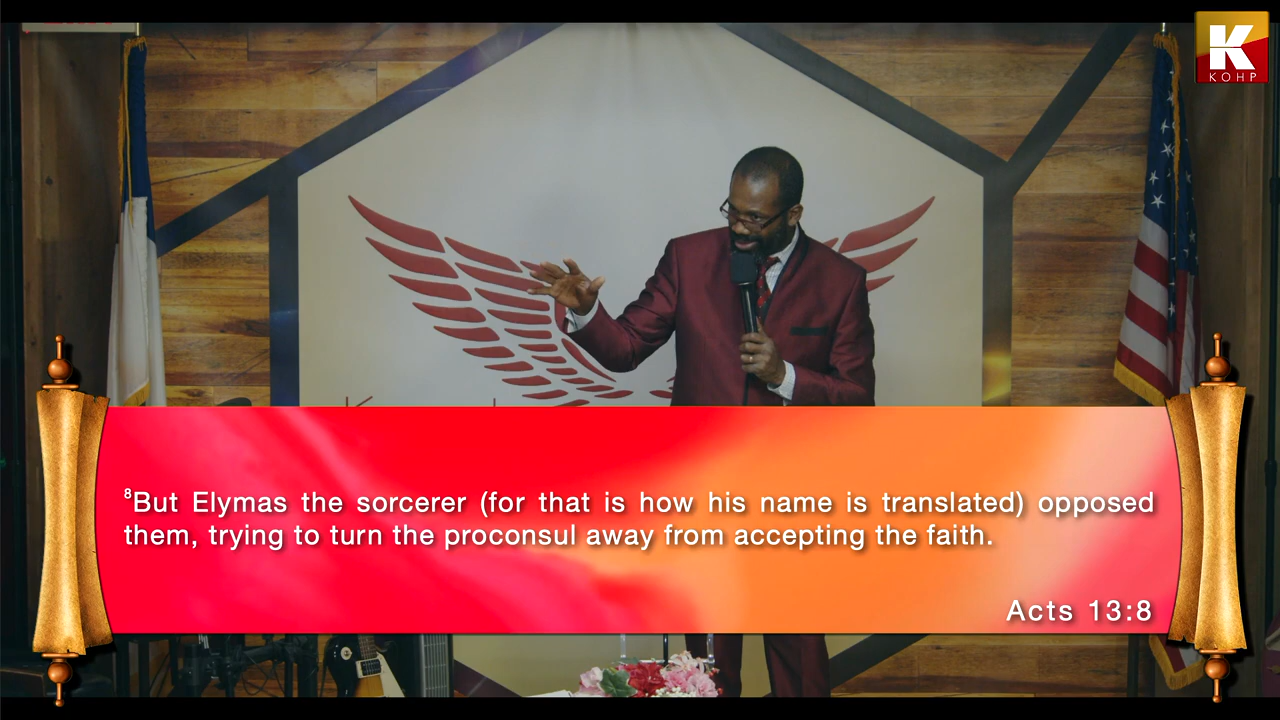 K
KOHP
⁸But Elymas the sorcerer (for that is how his name is translated) opposed
them, trying to turn the proconsul away from accepting the faith.
Acts 13:8